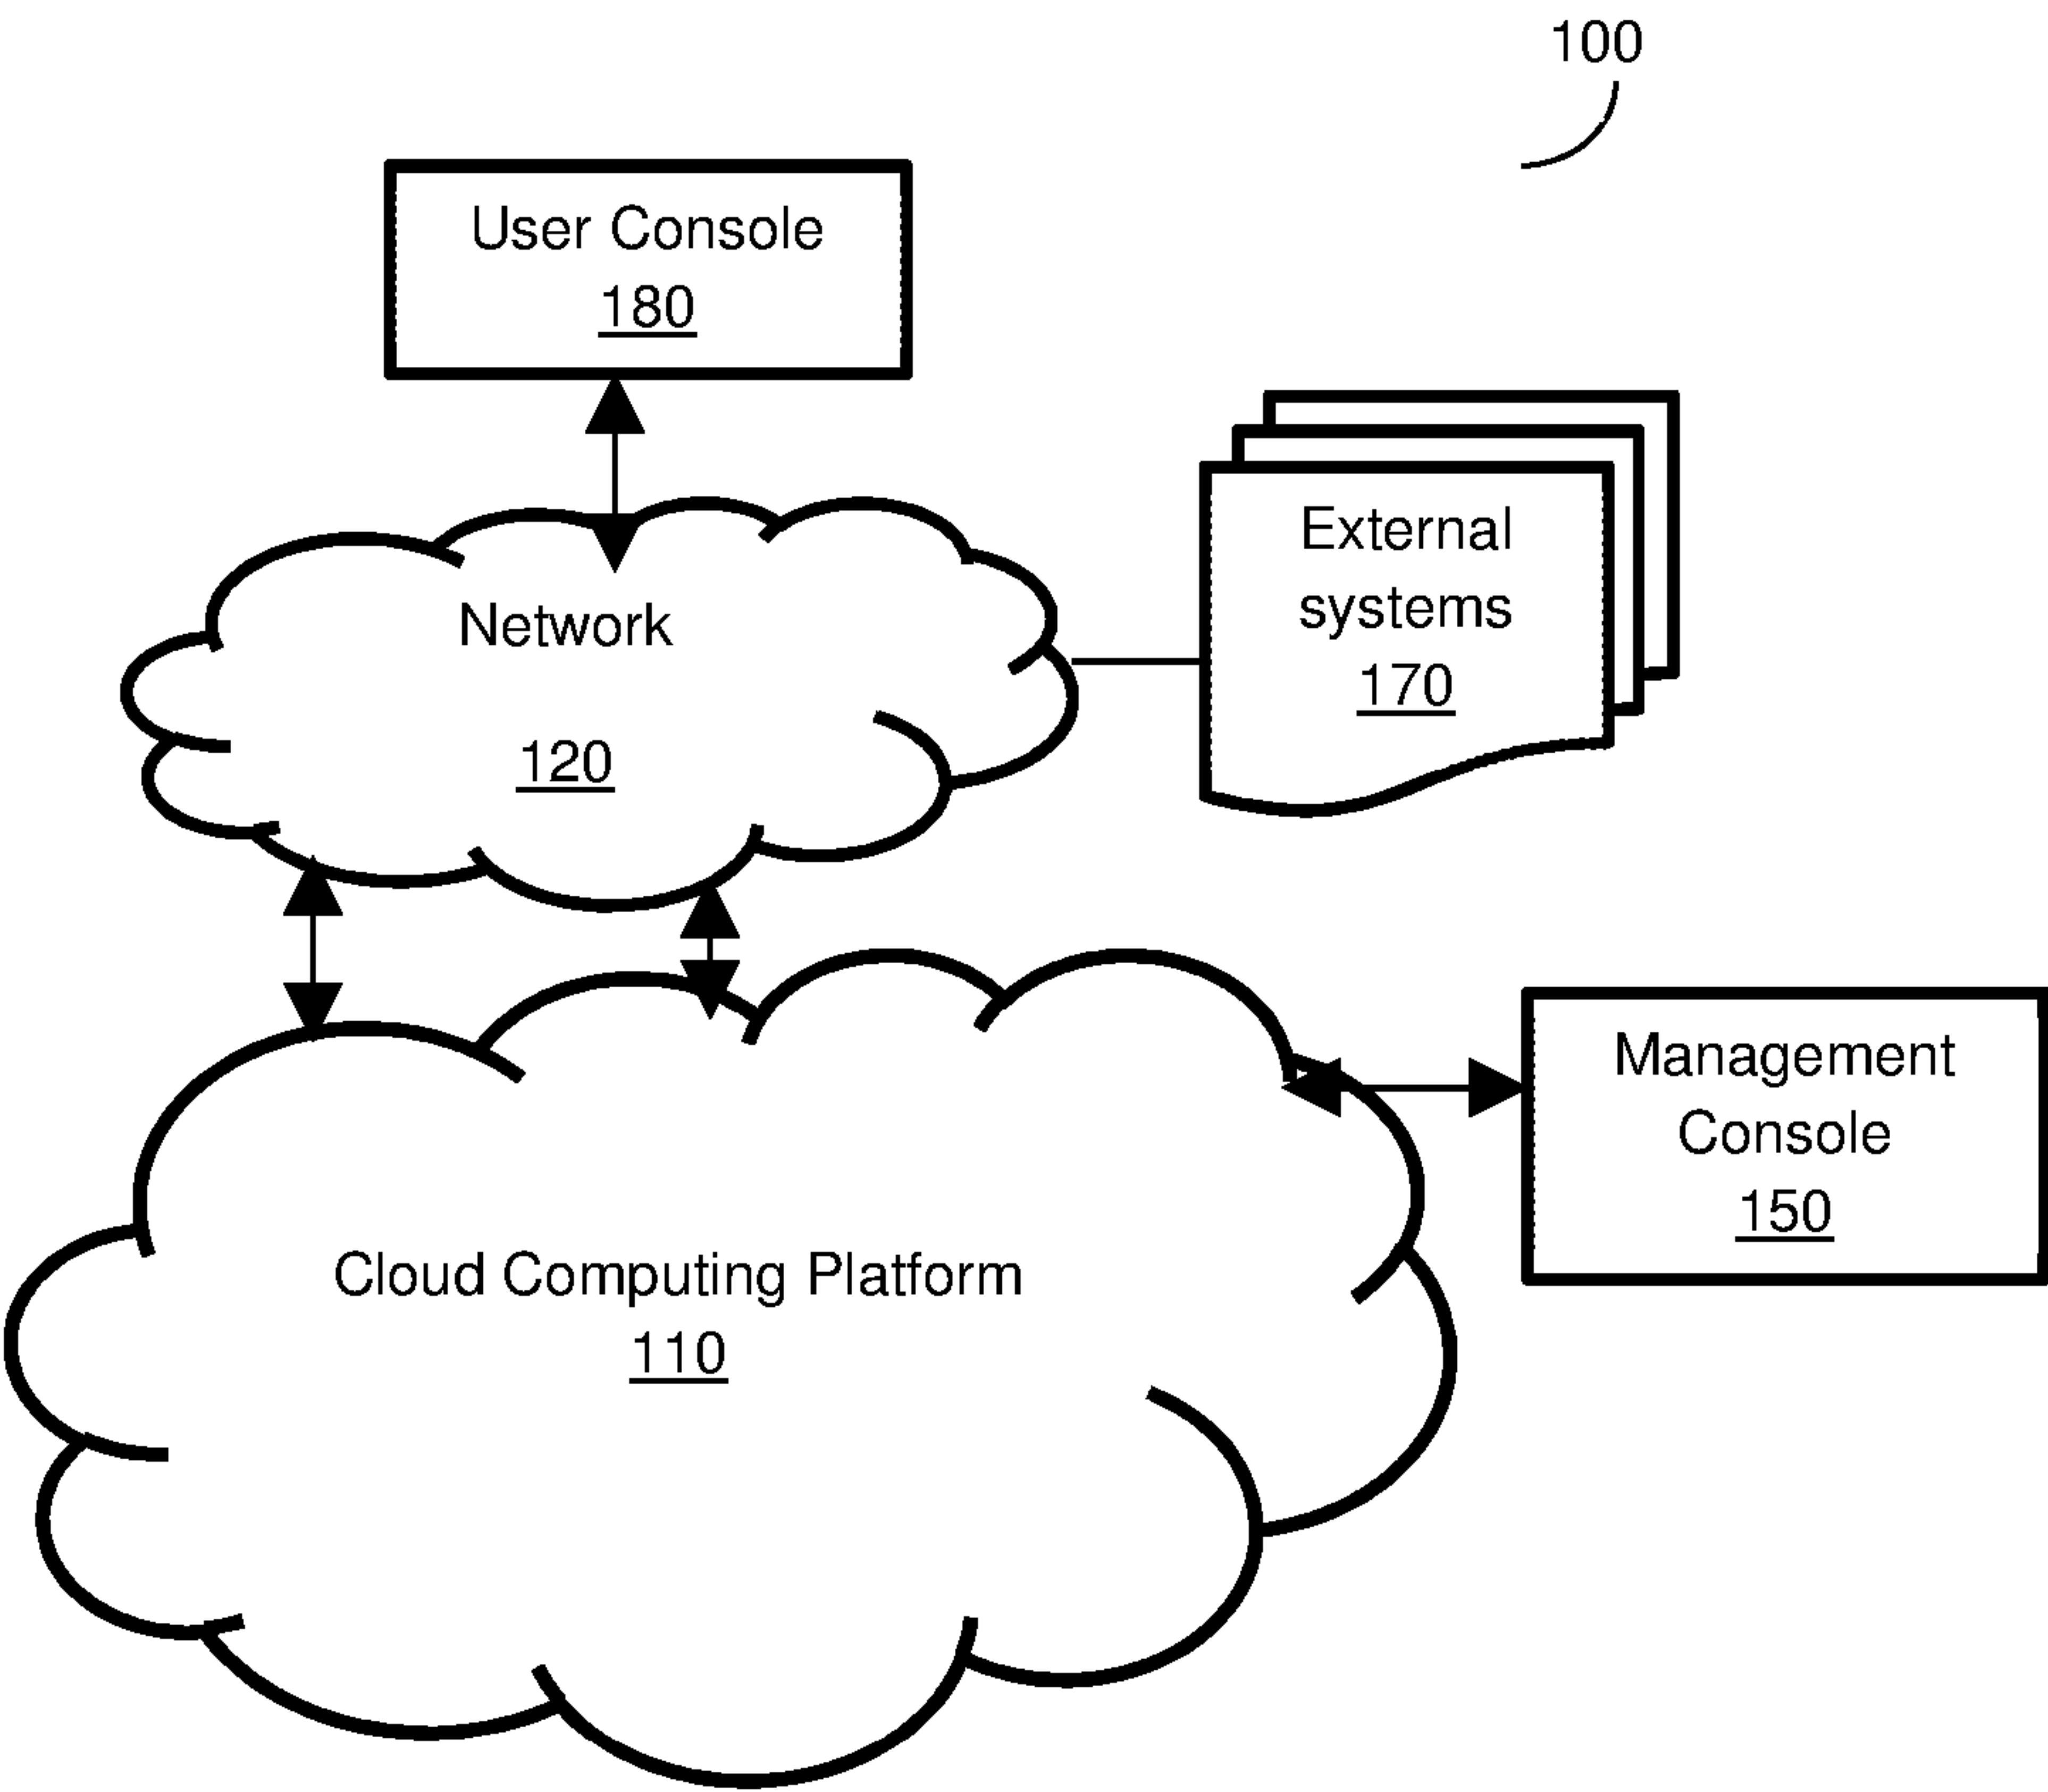 100
User Console
180
External
systems
170
Network
120
Management
Console
150
Cloud Computing Platform
110